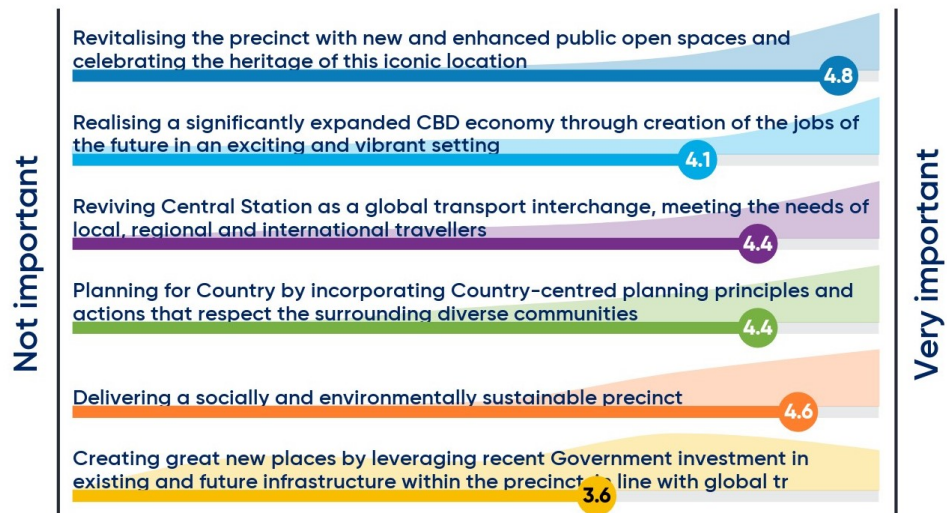 Revitalising the precinct with new and enhanced public open spaces and
celebrating the heritage of this iconic location
4.8
Realising a significantly expanded CBD economy through creation of the jobs of
the future in an exciting and vibrant setting
4.1
Reviving Central Station as a global transport interchange, meeting the needs of
local, regional and international travellers
4.4
Planning for Country by incorporating Country-centred planning principles and
actions that respect the surrounding diverse communities
4.4
Delivering a socially and environmentally sustainable precinct
4.6
Creating great new places by leveraging recent Government investment in
existing and future infrastructure within the precinct line with global tr
3.6
Not important
Very important